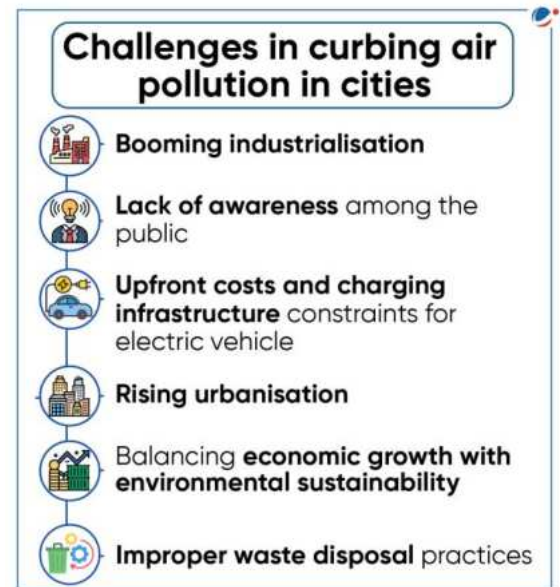 Challenges in curbing air
pollution in cities
Booming industrialisation
Lack of awareness among the
public
Upfront costs and charging
infrastructure constraints for
electric vehicle
Rising urbanisation
Balancing economic growth with
environmental sustainability
Improper waste disposal practices